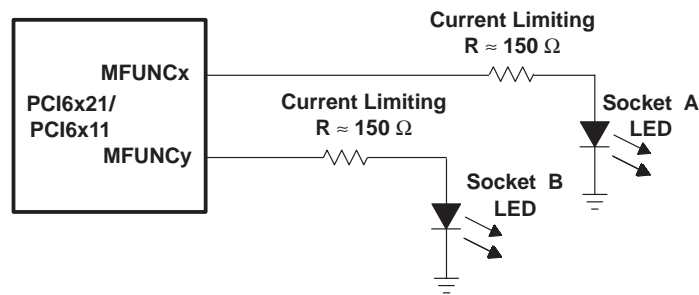 Current Limiting
R ≈ 150 Ω
MFUNCx
PCI6x21/
PCI6x11
MFUNCy
Current Limiting
R ≈ 150 Ω
Socket A
LED
Socket B
LED